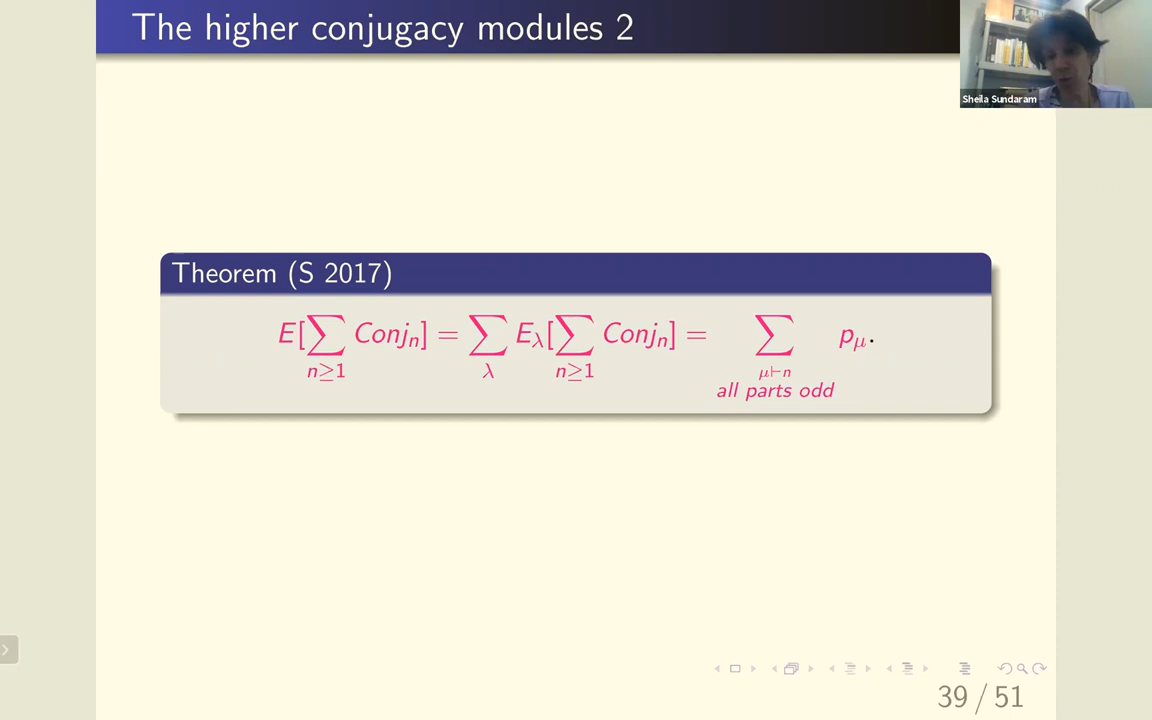 The higher conjugacy modules 2
Sheila Sundaram
Theorem (S 2017)
E[∑_{n≥1} Conj_n] = ∑_λ E_λ[∑_{n≥1} Conj_n] = ∑_{μ⊢n all parts odd} p_μ.
39 / 51